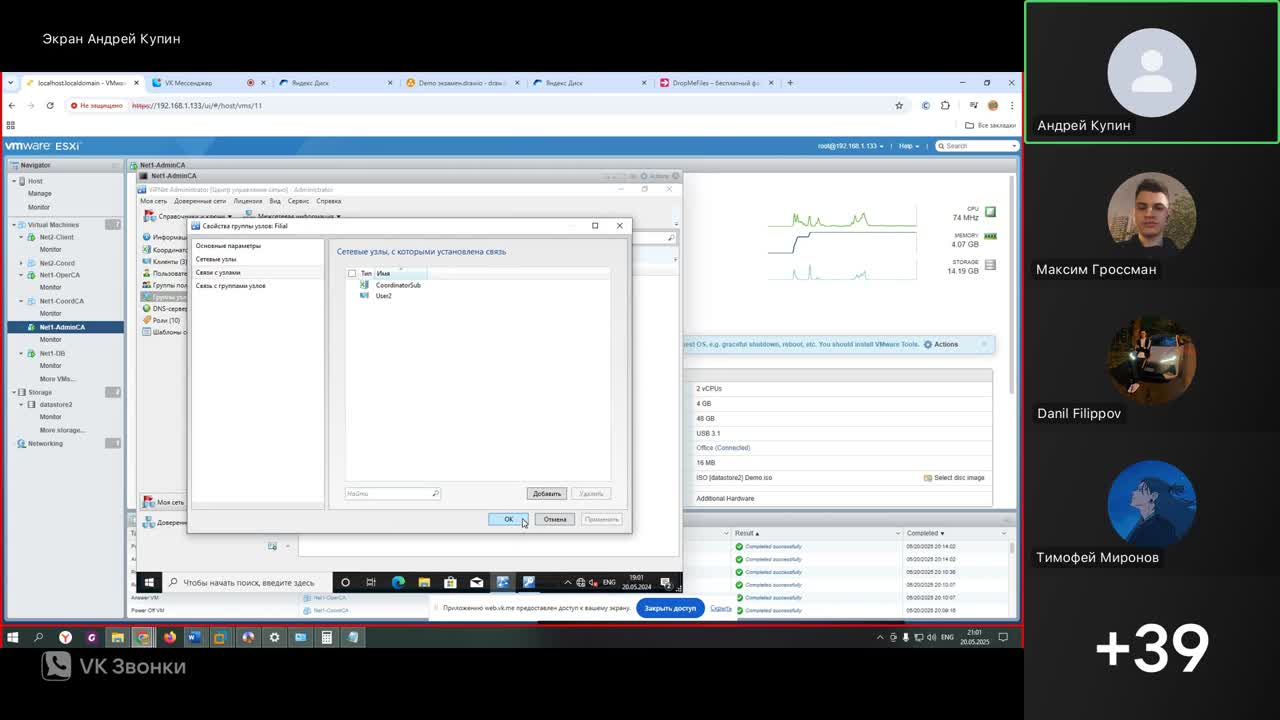 Экран Андрей Купин
localhost.localdomain - VMw
VK Мессенджер
Яндекс Диск
Demo экзамен.drawio - draw
Яндекс Диск
DropMeFiles – бесплатный ф
Не защищено
https://192.168.1.133/ui/#/host/vms/11
Все закладки
vmware ESXi
root@192.168.1.133
Help
Search
Navigator
Host
Manage
Monitor
Virtual Machines
Net2-Client
Monitor
Net2-Coord
Net1-OperCA
Monitor
Net1-CoordCA
Monitor
Net1-AdminCA
Monitor
Net1-DB
Monitor
More VMs...
Storage
datastore2
Monitor
More storage...
Networking
Net1-AdminCA
Net1-AdminCA
Actions
ViPNet Administrator [Центр управления сетью] - Administrator
Моя сеть Доверенные сети Лицензия Вид Сервис Справка
Справочники и ключи
Межсетевая информация
Информац
Координато
Клиенты (3)
Пользовате
Группы пол
Группы узл
DNS-серве
Роли (10)
Шаблоны с
Моя сеть
Доверенн
Свойства группы узлов: Filial
Основные параметры
Сетевые узлы
Связи с узлами
Связь с группами узлов
Сетевые узлы, с которыми установлена связь
Тип Имя
CoordinatorSub
User2
Найти
Добавить
Удалить
OK
Отмена
Применить
CPU
74 MHz
MEMORY
4.07 GB
STORAGE
14.19 GB
est OS, e.g. graceful shutdown, reboot, etc. You should install VMware Tools.
Actions
2 vCPUs
4 GB
48 GB
USB 3.1
Office (Connected)
16 MB
ISO [datastore2] Demo.iso
Select disc image
Additional Hardware
Result
Completed
Completed successfully
05/20/2025 20:14:02
Completed successfully
05/20/2025 20:14:02
Completed successfully
05/20/2025 20:10:36
Completed successfully
05/20/2025 20:10:07
Answer VM
Net1-OperCA
Completed successfully
05/20/2025 20:10:07
Power Off VM
Net1-CoordCA
Completed successfully
05/20/2025 20:09:16
Чтобы начать поиск, введите здесь
ENG
19:01
20.05.2024
Приложению web.vk.me предоставлен доступ к вашему экрану.
Закрыть доступ
Скрыть
ENG
21:01
20.05.2025
VK Звонки
Андрей Купин
Максим Гроссман
Danil Filippov
Тимофей Миронов
+39